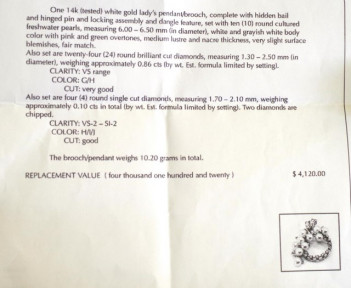 One 14k (tested) white gold lady's pendant/brooch, complete with hidden bail
and hinged pin and locking assembly and dangle feature, set with ten (10) round cultured
freshwater pearls, measuring 6.00 - 6.50 mm (in diameter), white and grayish white body
color with pink and green overtones, medium lustre and nacre thickness, very slight surface
blemishes, fair match.
Also set are twenty-four (24) round brilliant cut diamonds, measuring 1.30 - 2.50 mm (in
diameter), weighing approximately 0.86 cts (by wt. Est. formula limited by setting).
CLARITY: VS range
COLOR: G/H
CUT: very good
Also set are four (4) round single cut diamonds, measuring 1.70 - 2.10 mm, weighing
approximately 0.10 cts in total (by wt. Est. formula limited by setting). Two diamonds are
chipped.
CLARITY: VS-2 - SI-2
COLOR: H/I/J
CUT: good
The brooch/pendant weighs 10.20 grams in total.
REPLACEMENT VALUE ( four thousand one hundred and twenty ) $ 4,120.00